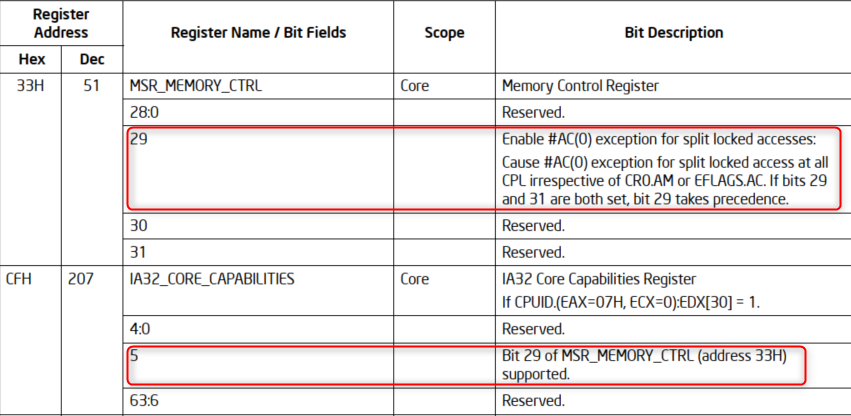 Register
Address
Register Name / Bit Fields
Scope
Bit Description
Hex
Dec
33H 51 MSR_MEMORY_CTRL Core Memory Control Register
28:0 Reserved.
29 Enable #AC(0) exception for split locked accesses:
Cause #AC(0) exception for split locked access at all
CPL irrespective of CR0.AM or EFLAGS.AC. If bits 29
and 31 are both set, bit 29 takes precedence.
30 Reserved.
31 Reserved.
CFH 207 IA32_CORE_CAPABILITIES Core IA32 Core Capabilities Register
If CPUID.(EAX=07H, ECX=0):EDX[30] = 1.
4:0 Reserved.
5 Bit 29 of MSR_MEMORY_CTRL (address 33H)
supported.
63:6 Reserved.